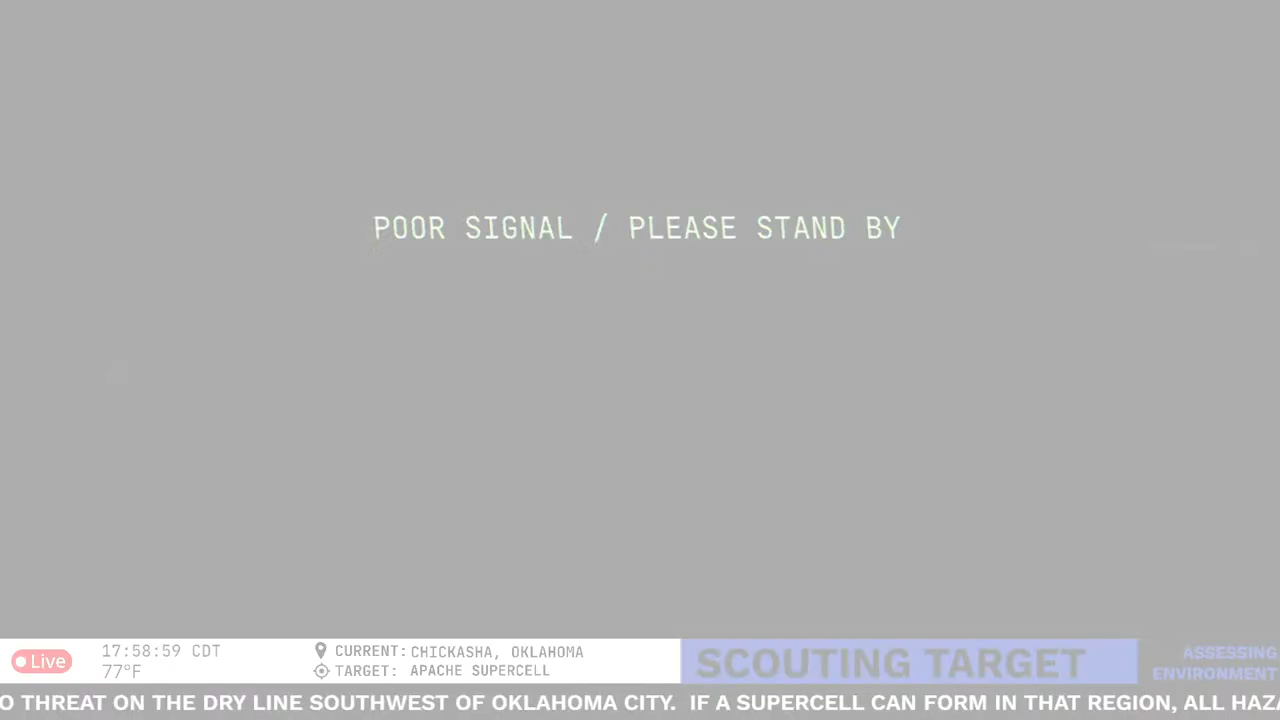 POOR SIGNAL / PLEASE STAND BY
Live
17:58:59 CDT
77°F
CURRENT: CHICKASHA, OKLAHOMA
TARGET: APACHE SUPERCELL
SCOUTING TARGET
ASSESSING
ENVIRONMENT
O THREAT ON THE DRY LINE SOUTHWEST OF OKLAHOMA CITY. IF A SUPERCELL CAN FORM IN THAT REGION, ALL HAZA